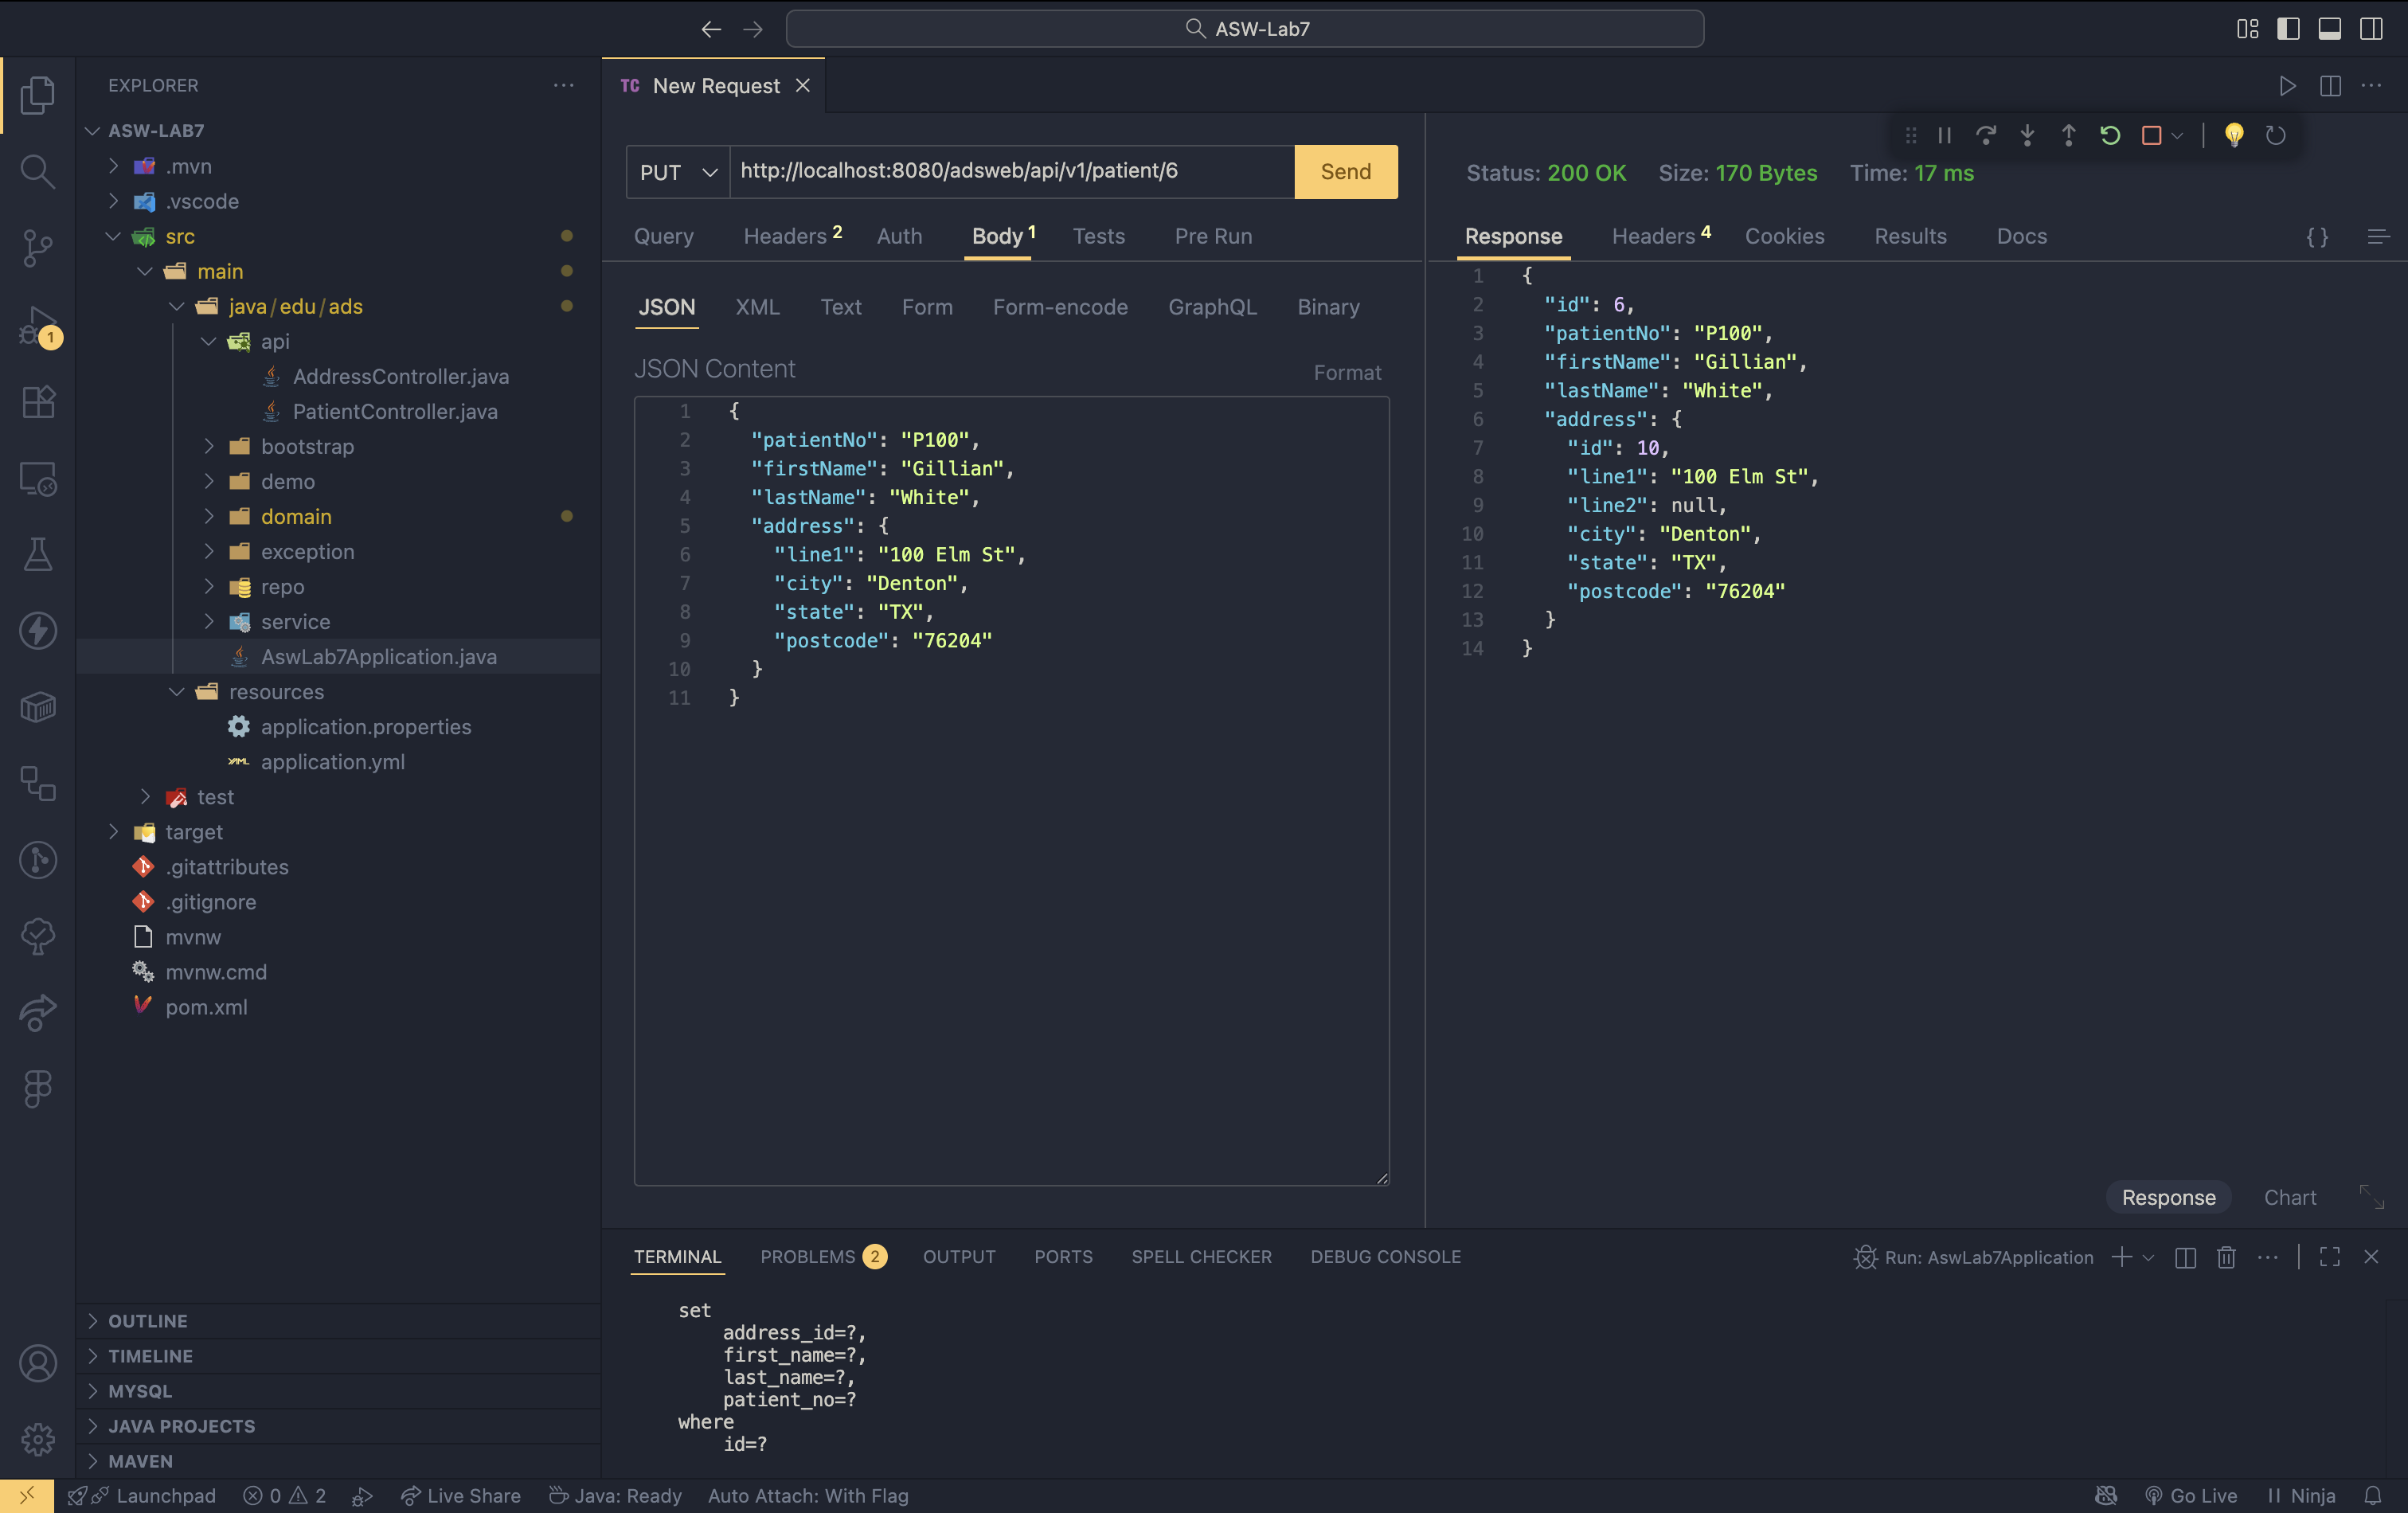 ASW-Lab7
EXPLORER
ASW-LAB7
.mvn
.vscode
src
main
java/edu/ads
api
AddressController.java
PatientController.java
bootstrap
demo
domain
exception
repo
service
AswLab7Application.java
resources
application.properties
YAML application.yml
test
target
.gitattributes
.gitignore
mvnw
mvnw.cmd
pom.xml
OUTLINE
TIMELINE
MYSQL
JAVA PROJECTS
MAVEN
1
TC New Request
PUT http://localhost:8080/adsweb/api/v1/patient/6 Send
Query Headers 2 Auth Body 1 Tests Pre Run
JSON XML Text Form Form-encode GraphQL Binary
JSON Content Format
1 {
2 "patientNo": "P100",
3 "firstName": "Gillian",
4 "lastName": "White",
5 "address": {
6 "line1": "100 Elm St",
7 "city": "Denton",
8 "state": "TX",
9 "postcode": "76204"
10 }
11 }
Status: 200 OK Size: 170 Bytes Time: 17 ms
Response Headers 4 Cookies Results Docs { }
1 {
2 "id": 6,
3 "patientNo": "P100",
4 "firstName": "Gillian",
5 "lastName": "White",
6 "address": {
7 "id": 10,
8 "line1": "100 Elm St",
9 "line2": null,
10 "city": "Denton",
11 "state": "TX",
12 "postcode": "76204"
13 }
14 }
Response Chart
TERMINAL PROBLEMS 2 OUTPUT PORTS SPELL CHECKER DEBUG CONSOLE Run: AswLab7Application
set
address_id=?,
first_name=?,
last_name=?,
patient_no=?
where
id=?
Launchpad 0 2 Live Share Java: Ready Auto Attach: With Flag Go Live Ninja